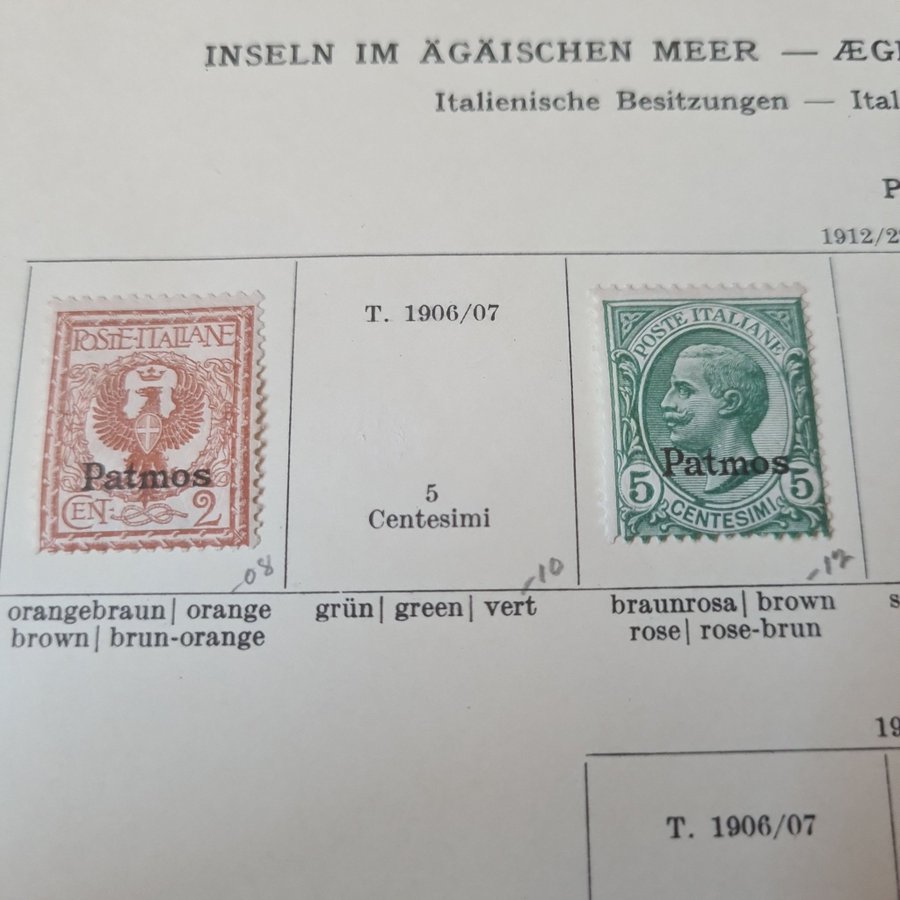 INSELN IM ÄGÄISCHEN MEER — ÆG
Italienische Besitzungen — Ital
P
1912/2
T. 1906/07
5
Centesimi
POSTE·ITALIANE
Patmos
CENT· 2
POSTE ITALIANE
Patmos
5 CENTESIMI 5
-08
-10
-12
orangebraun| orange
brown| brun-orange
grün| green| vert
braunrosa| brown
rose| rose-brun
s
19
T. 1906/07